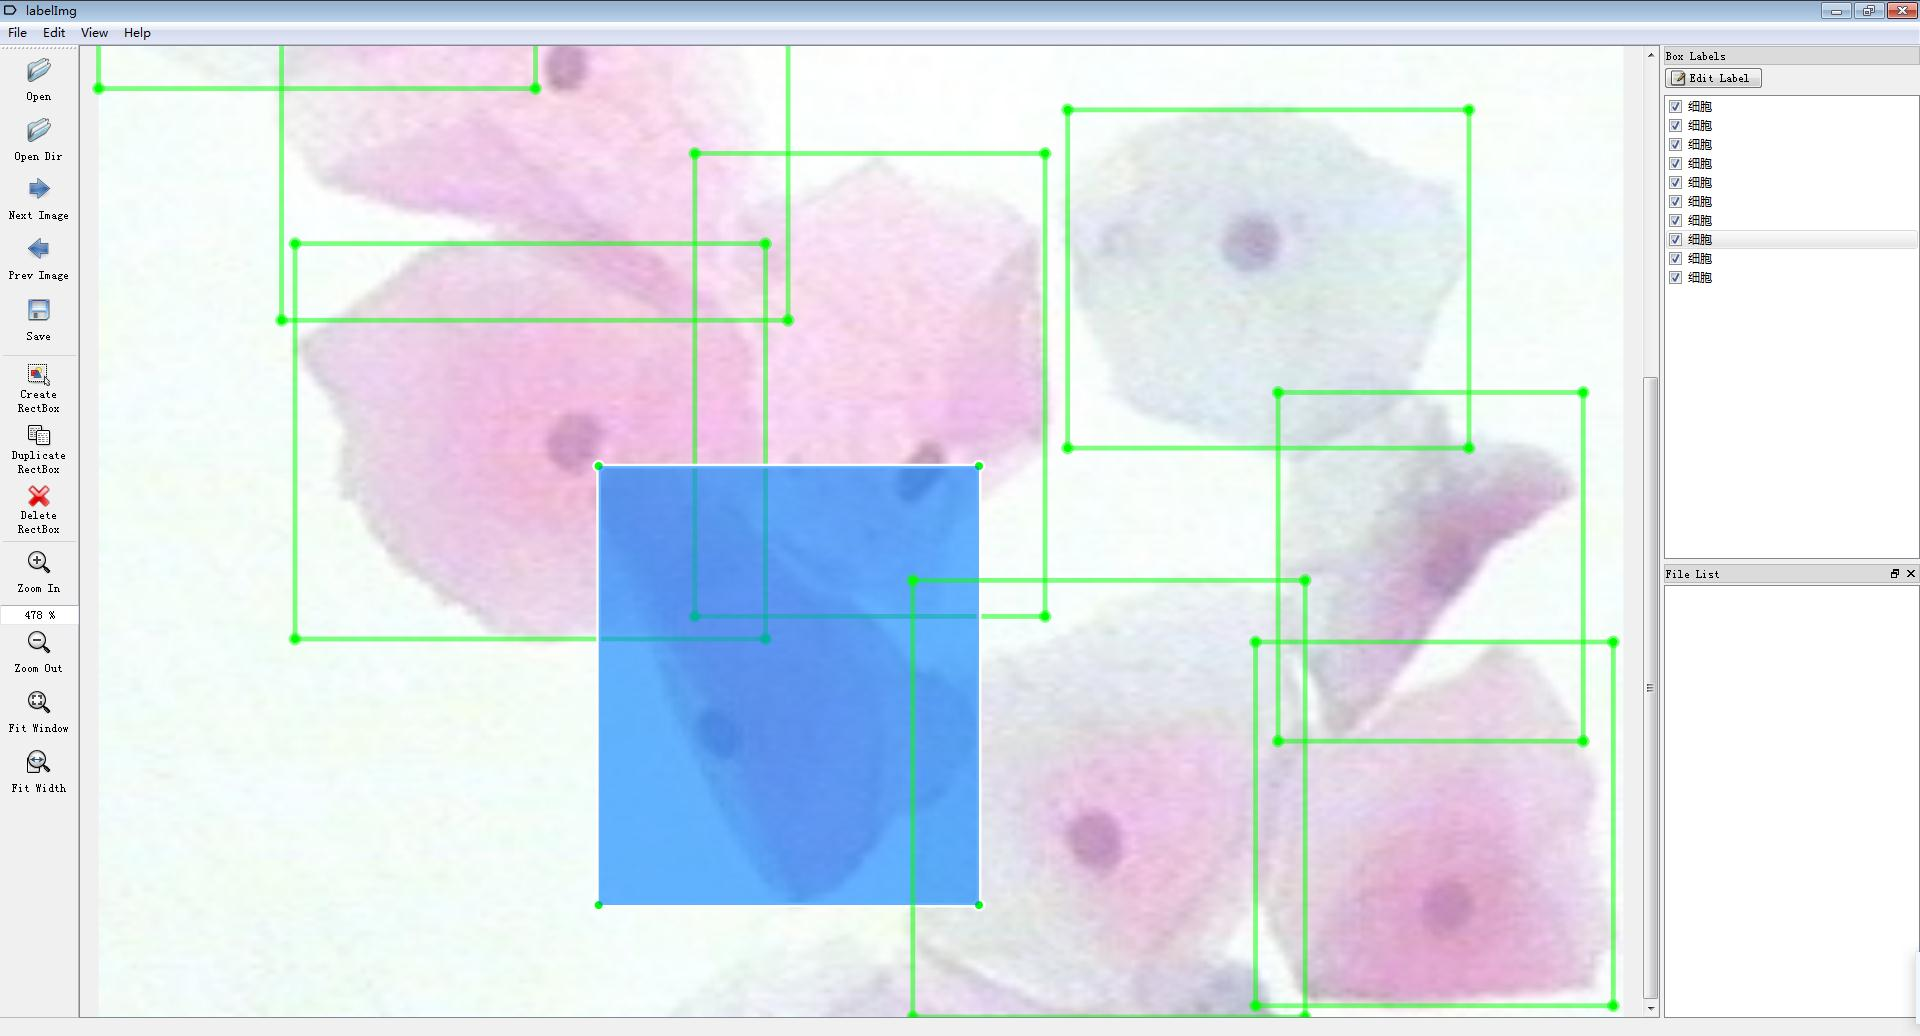 labelImg
File Edit View Help
Open
Open Dir
Next Image
Prev Image
Save
Create
RectBox
Duplicate
RectBox
Delete
RectBox
Zoom In
478 %
Zoom Out
Fit Window
Fit Width
Box Labels
Edit Label
细胞
细胞
细胞
细胞
细胞
细胞
细胞
细胞
细胞
细胞
File List